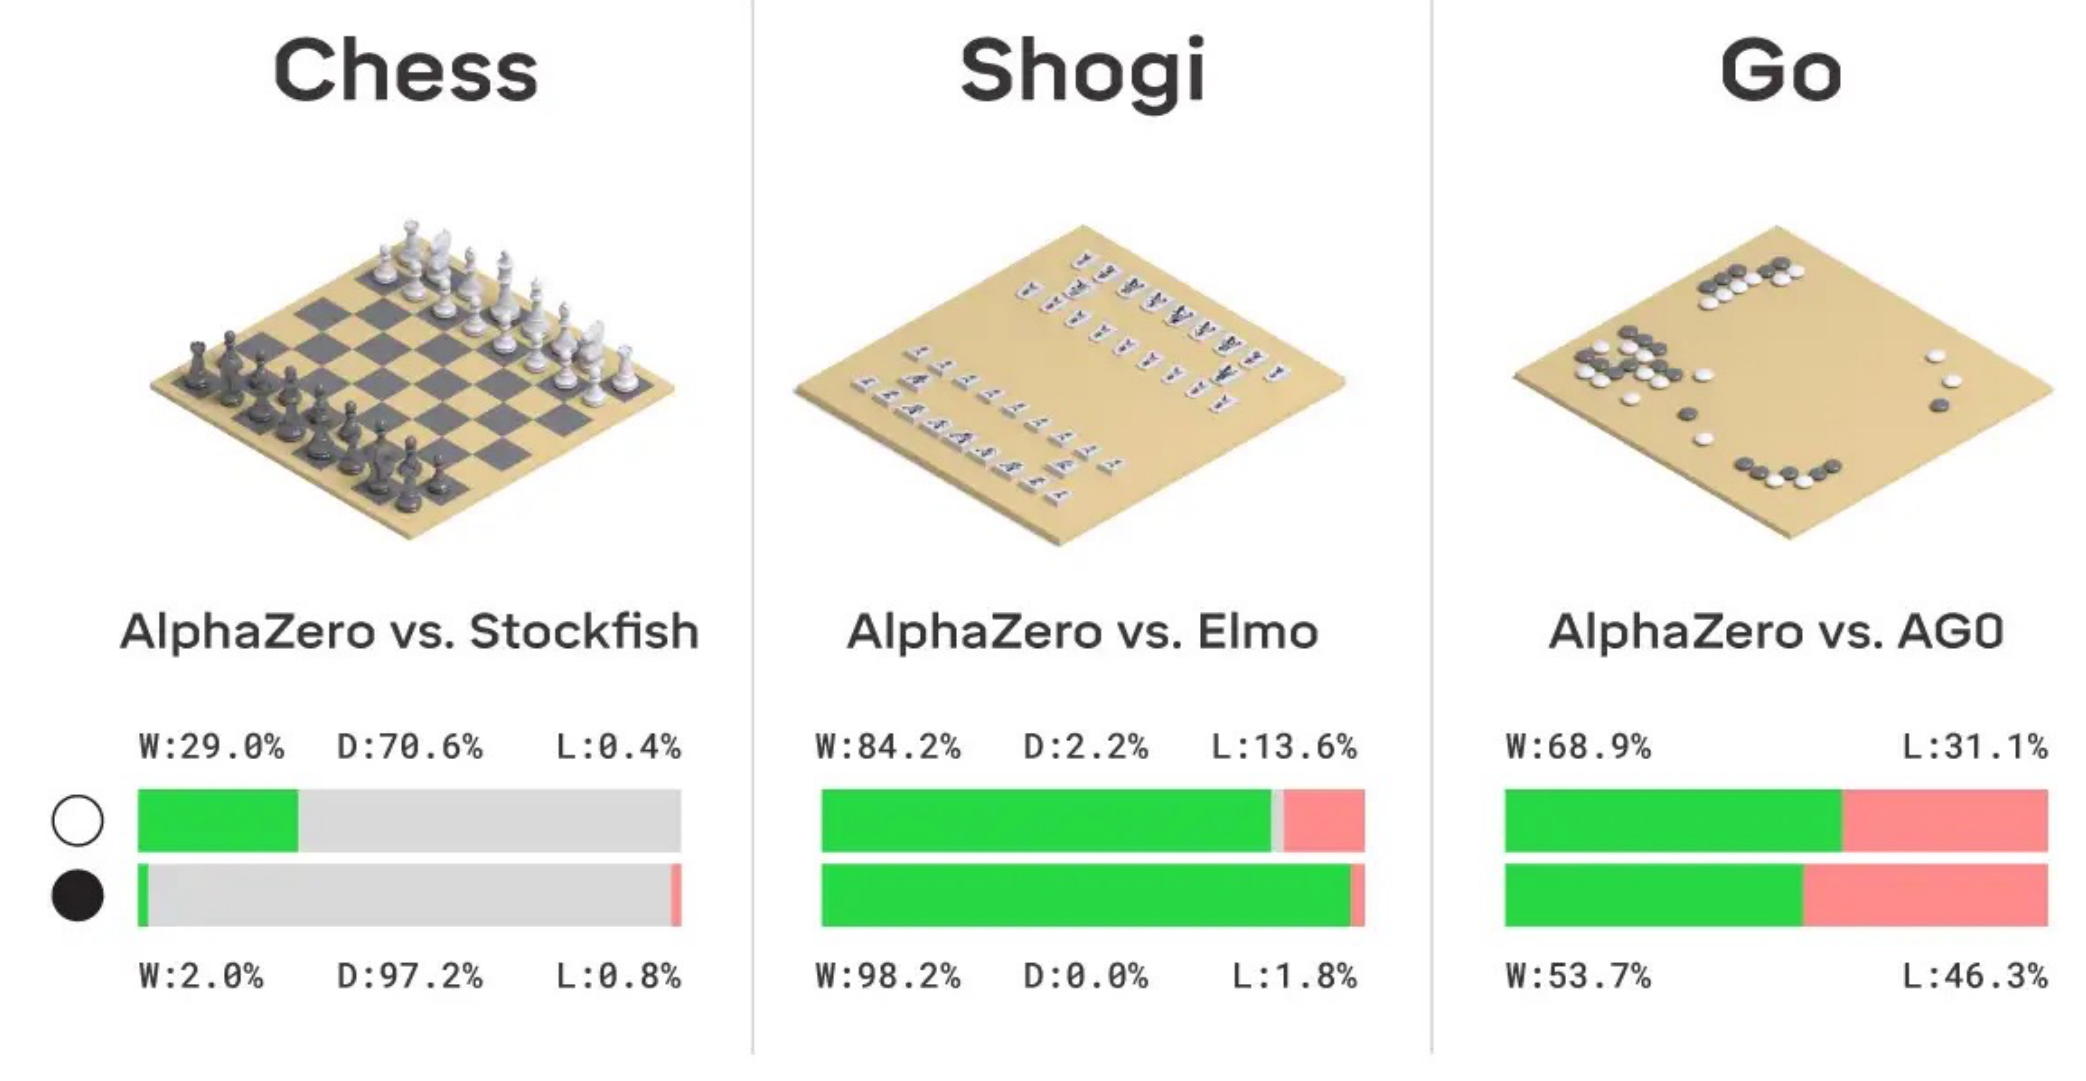 Chess
AlphaZero vs. Stockfish
W:29.0% D:70.6% L:0.4%
W:2.0% D:97.2% L:0.8%
Shogi
AlphaZero vs. Elmo
W:84.2% D:2.2% L:13.6%
W:98.2% D:0.0% L:1.8%
Go
AlphaZero vs. AG0
W:68.9% L:31.1%
W:53.7% L:46.3%